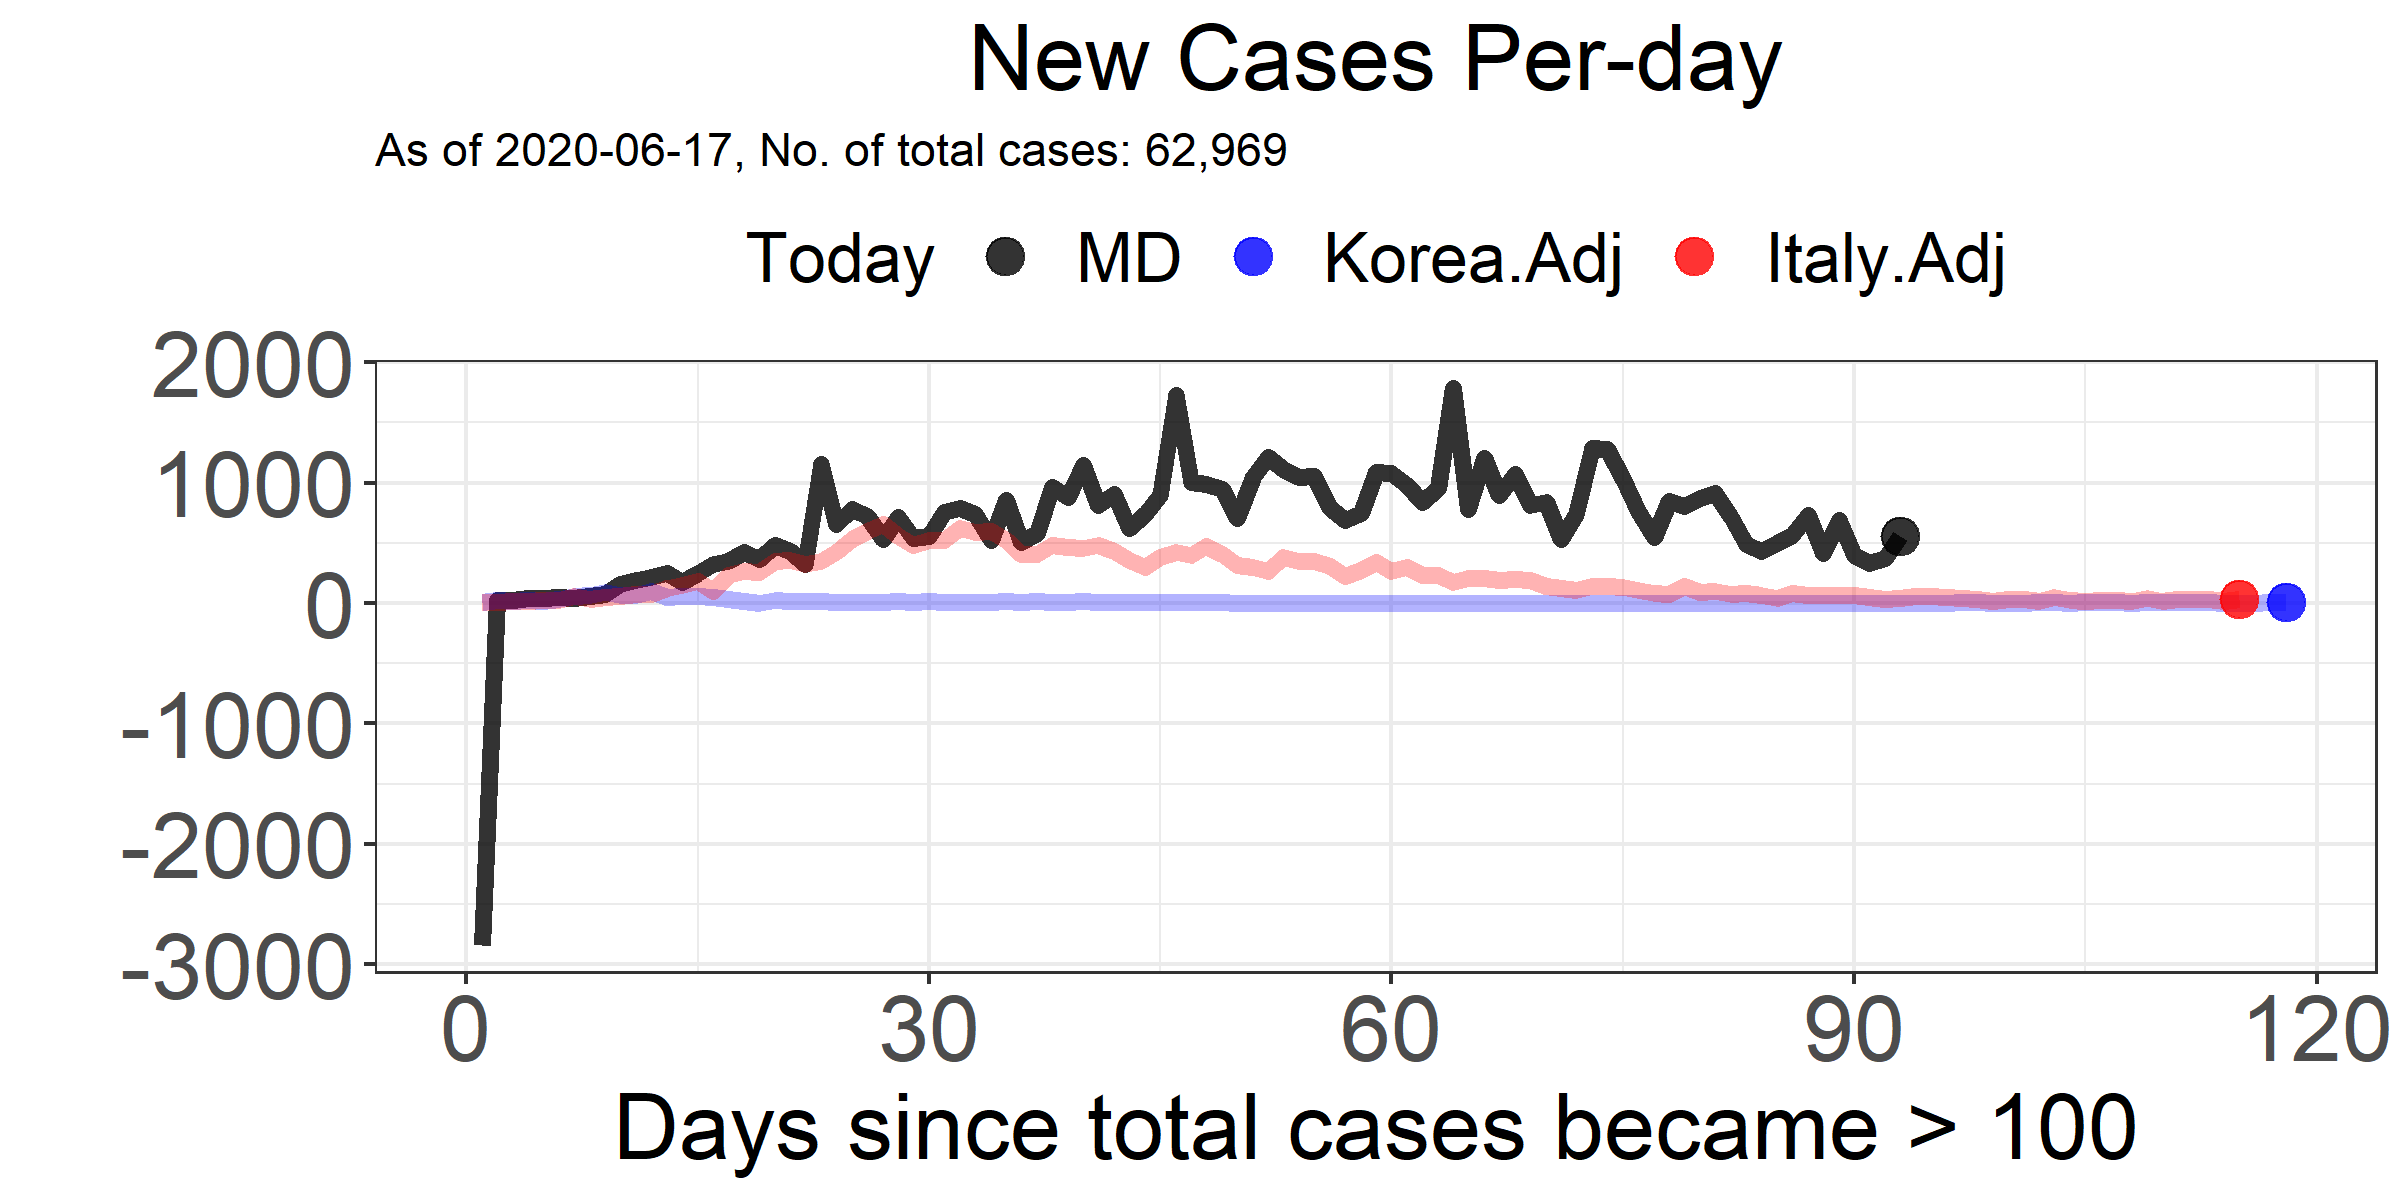 New Cases Per-day
As of 2020-06-17, No. of total cases: 62,969
Today MD Korea.Adj Italy.Adj
2000
1000
0
-1000
-2000
-3000
0 30 60 90 120
Days since total cases became > 100